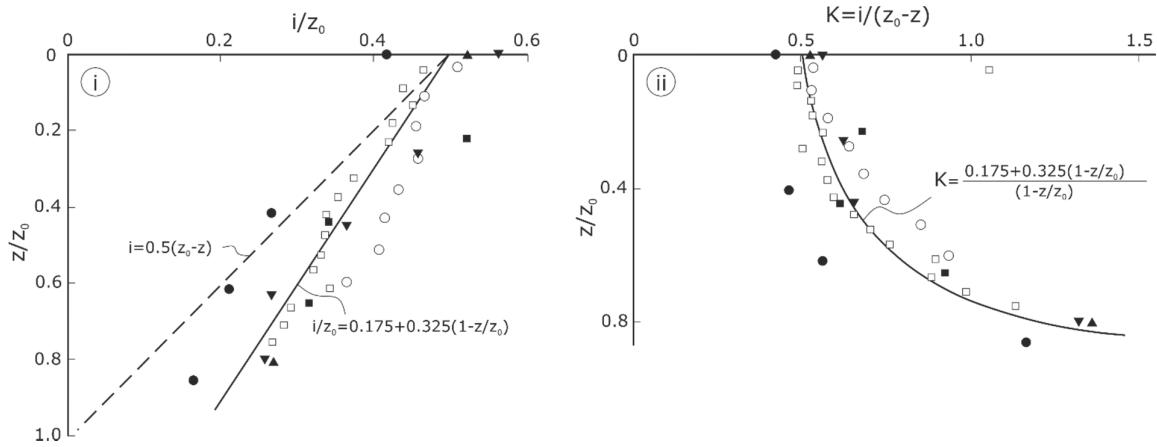 i/z₀
0 0.2 0.4 0.6
0
0.2
0.4
0.6
0.8
1.0
z/z₀
i
i=0.5(z₀-z)
i/z₀=0.175+0.325(1-z/z₀)
K=i/(z₀-z)
0 0.5 1.0 1.5
0
0.4
0.8
z/z₀
ii
K= 0.175+0.325(1-z/z₀)
(1-z/z₀)